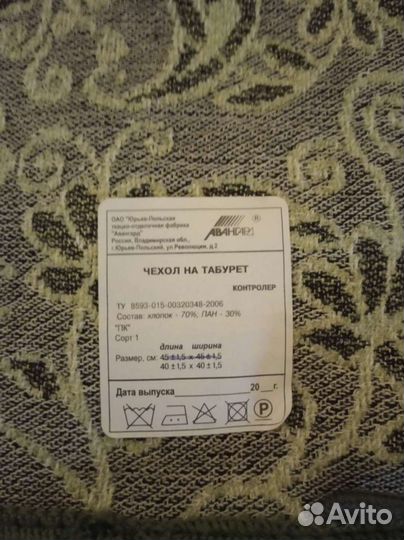 ОАО "Юрьев-Польская
ткацко-отделочная фабрика
"Авангард"
Россия, Владимирская обл.,
г.Юрьев-Польский, ул.Революции, д.2
АВАНГАРД ®
ЧЕХОЛ НА ТАБУРЕТ
КОНТРОЛЕР
ТУ 8593-015-00320348-2006
Состав: хлопок - 70%, ПАН - 30%
"ПК"
Сорт 1
длина ширина
Размер, см: 45 ± 1,5 х 45 ± 1,5
40 ± 1,5 х 40 ± 1,5
Дата выпуска 20 г.
P
Avito